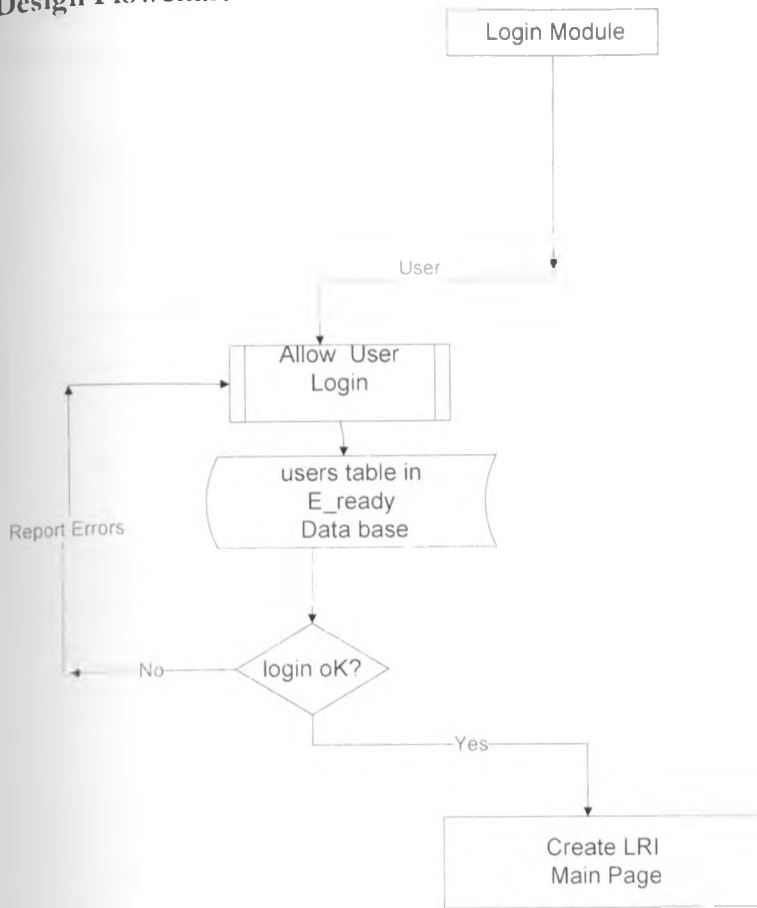 Design
Login Module
User
Allow User
Login
users table in
E_ready
Data base
Report Errors
No
login oK?
Yes
Create LRI
Main Page